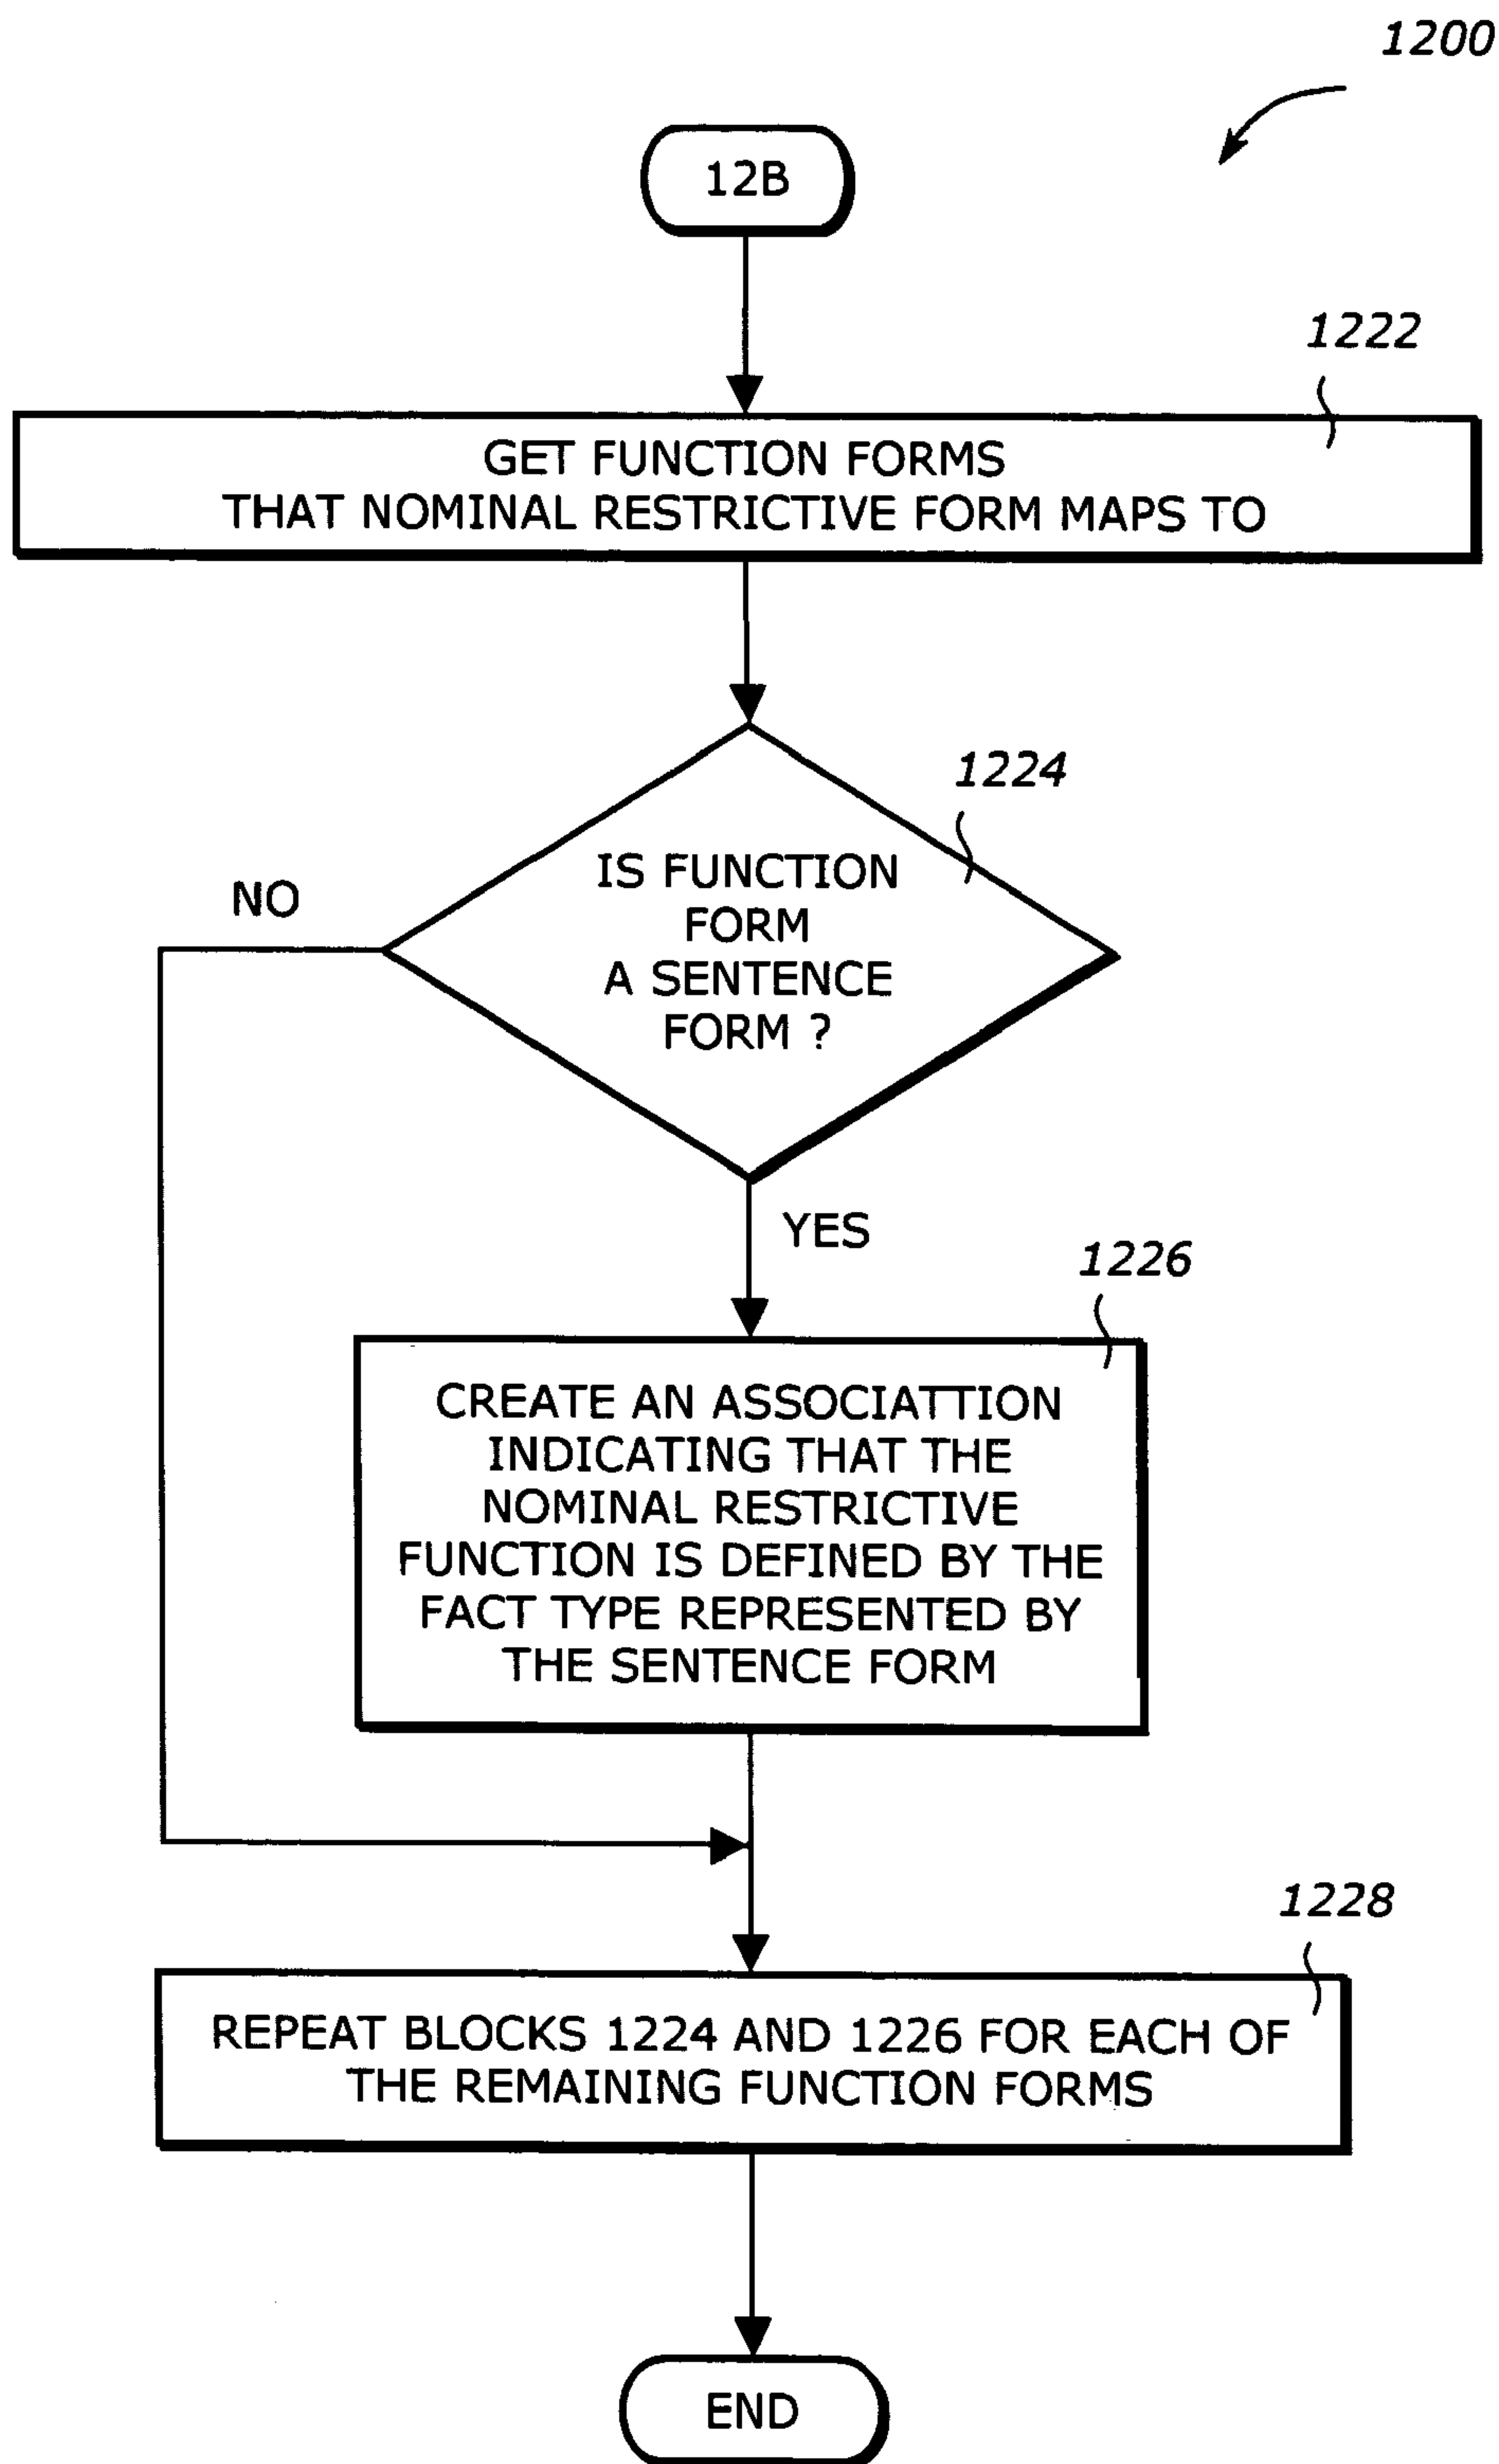 1200
12B
1222
GET FUNCTION FORMS
THAT NOMINAL RESTRICTIVE FORM MAPS TO
1224
IS FUNCTION
FORM
A SENTENCE
FORM ?
NO
YES
1226
CREATE AN ASSOCIATTION
INDICATING THAT THE
NOMINAL RESTRICTIVE
FUNCTION IS DEFINED BY THE
FACT TYPE REPRESENTED BY
THE SENTENCE FORM
1228
REPEAT BLOCKS 1224 AND 1226 FOR EACH OF
THE REMAINING FUNCTION FORMS
END